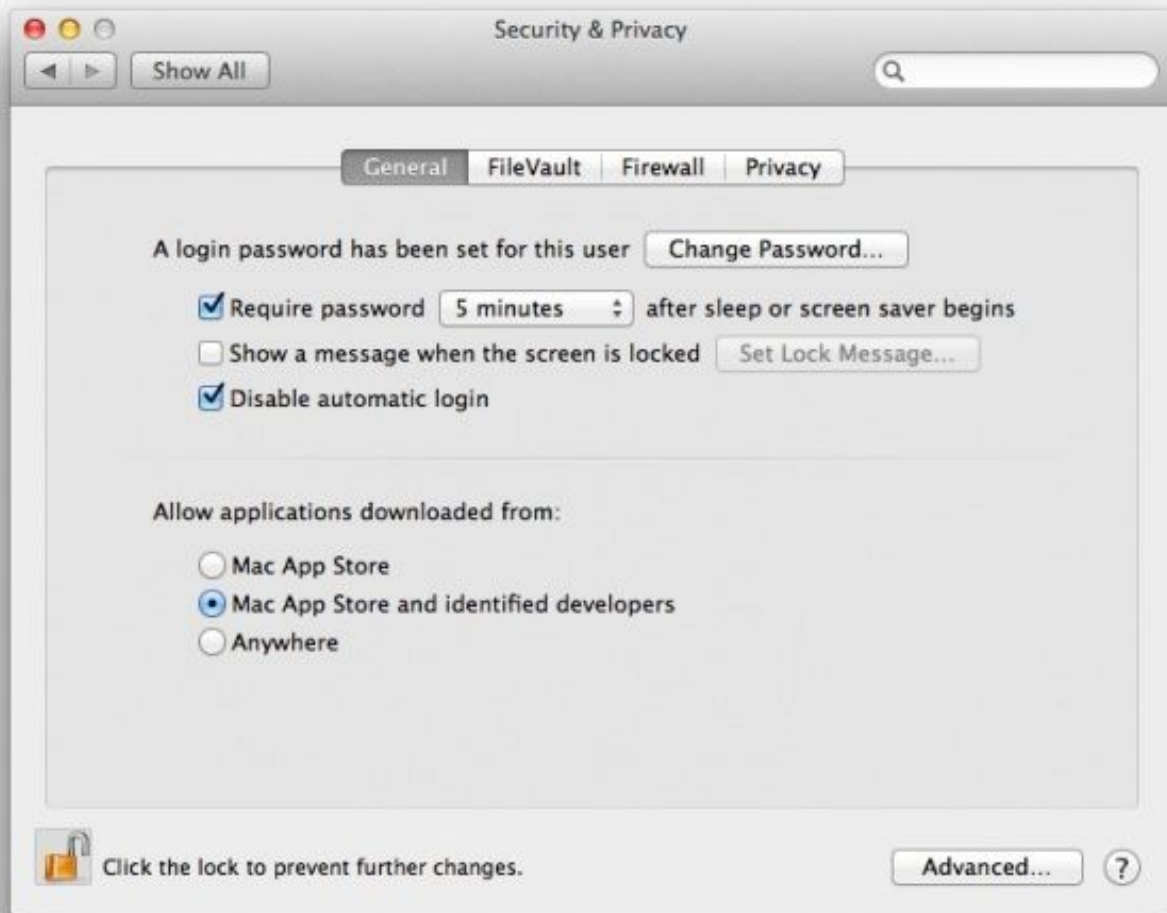 Security & Privacy
Show All
General FileVault Firewall Privacy
A login password has been set for this user Change Password...
Require password 5 minutes after sleep or screen saver begins
Show a message when the screen is locked Set Lock Message...
Disable automatic login
Allow applications downloaded from:
Mac App Store
Mac App Store and identified developers
Anywhere
Click the lock to prevent further changes. Advanced... ?